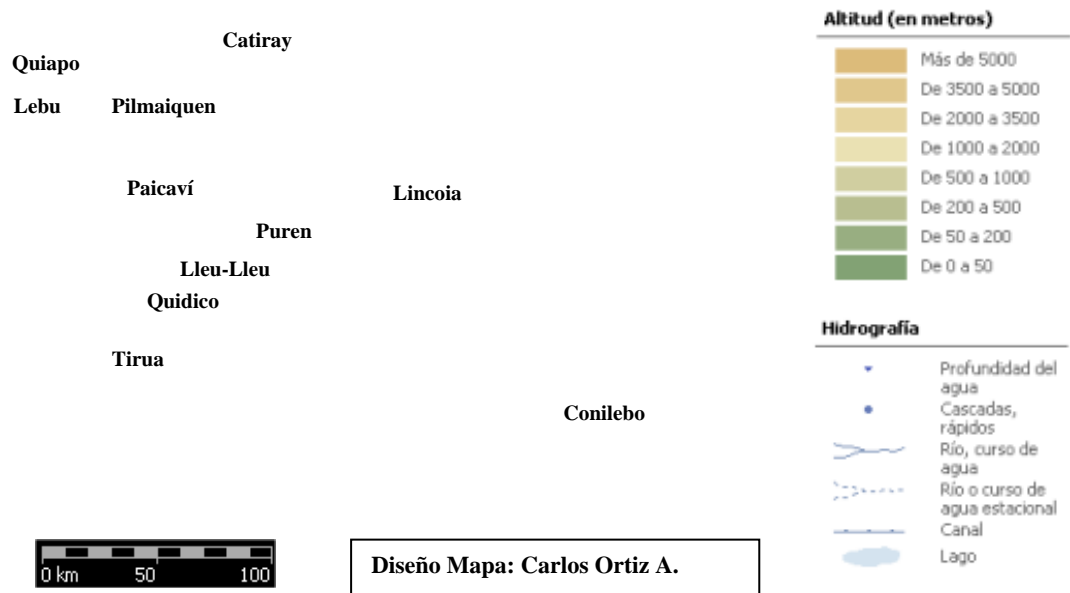 Catiray
Quiapo
Lebu Pilmaiquen
Paicaví
Lincoia
Puren
Lleu-Lleu
Quidico
Tirua
Conilebo
0 km 50 100
Diseño Mapa: Carlos Ortiz A.
Altitud (en metros)
Más de 5000
De 3500 a 5000
De 2000 a 3500
De 1000 a 2000
De 500 a 1000
De 200 a 500
De 50 a 200
De 0 a 50
Hidrografía
Profundidad del
agua
Cascadas,
rápidos
Río, curso de
agua
Río o curso de
agua estacional
Canal
Lago